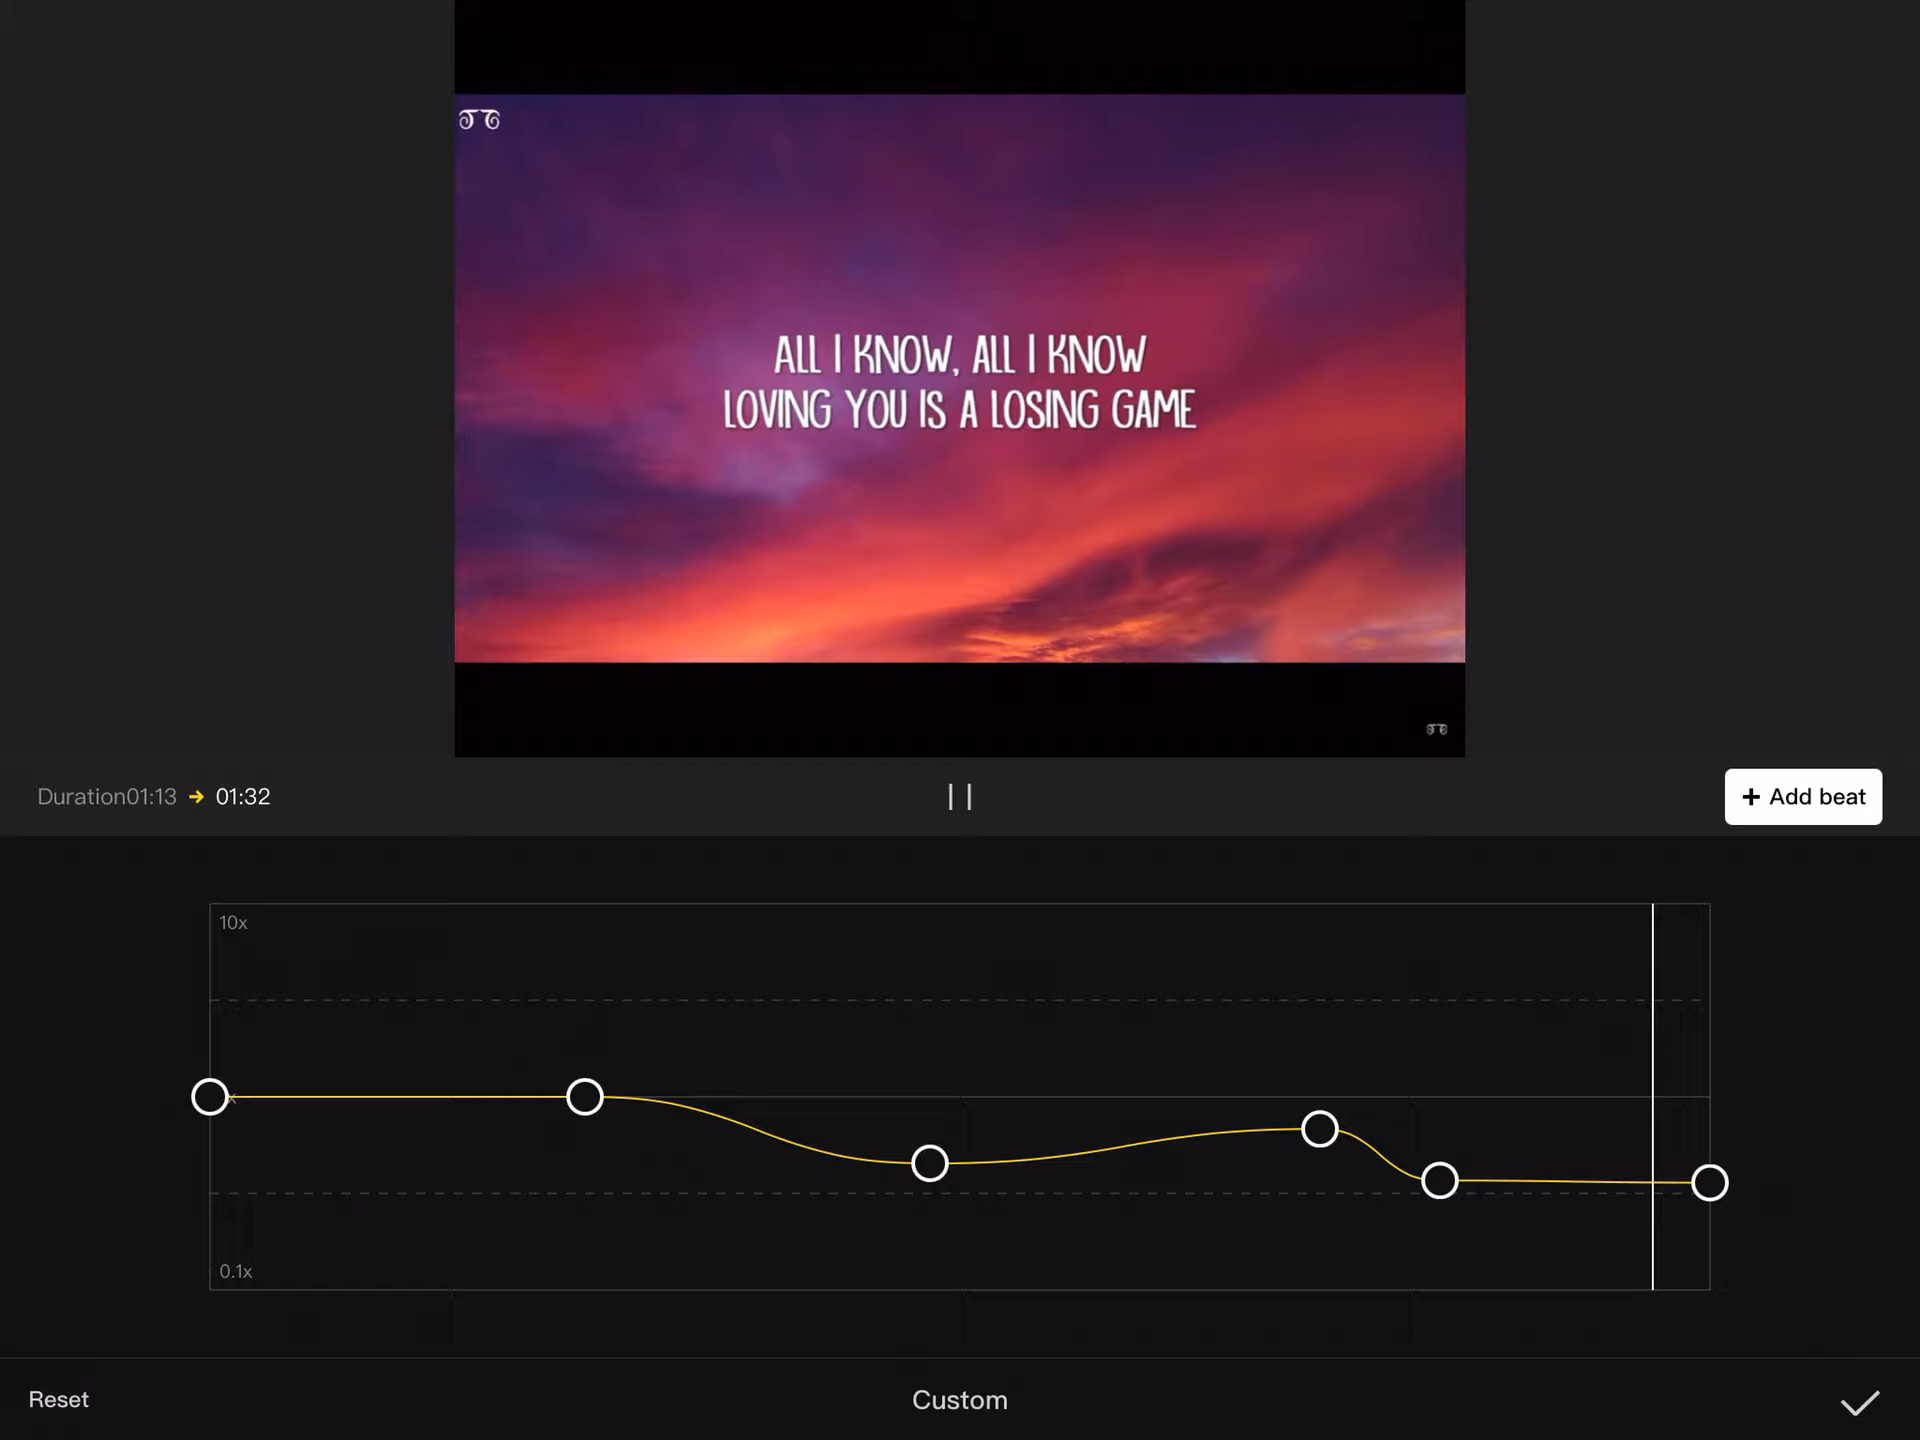 ALL I KNOW, ALL I KNOW
LOVING YOU IS A LOSING GAME
Duration01:13 → 01:32
+ Add beat
10x
x
0.1x
Reset
Custom